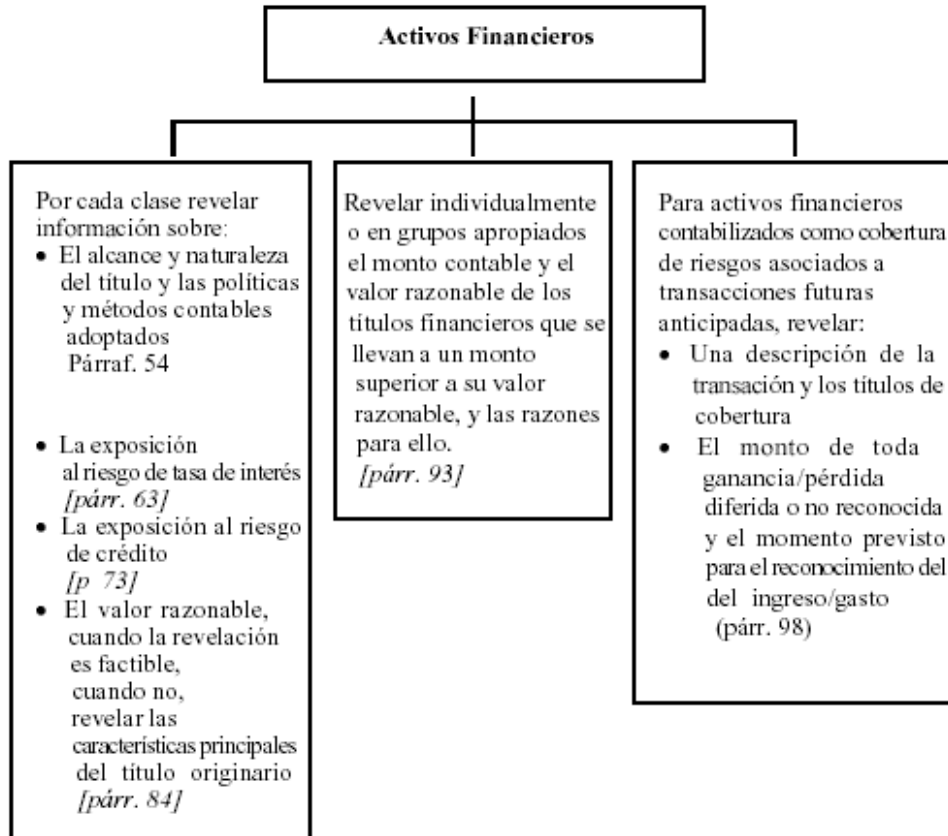 Activos Financieros
Por cada clase revelar
información sobre:
• El alcance y naturaleza
del título y las políticas
y métodos contables
adoptados
Párraf. 54
• La exposición
al riesgo de tasa de interés
[párr. 63]
• La exposición al riesgo
de crédito
[p 73]
• El valor razonable,
cuando la revelación
es factible,
cuando no,
revelar las
características principales
del título originario
[párr. 84]
Revelar individualmente
o en grupos apropiados
el monto contable y el
valor razonable de los
títulos financieros que se
llevan a un monto
superior a su valor
razonable, y las razones
para ello.
[párr. 93]
Para activos financieros
contabilizados como cobertura
de riesgos asociados a
transacciones futuras
anticipadas, revelar:
• Una descripción de la
transación y los títulos de
cobertura
• El monto de toda
ganancia/pérdida
diferida o no reconocida
y el momento previsto
para el reconocimiento del
del ingreso/gasto
(párr. 98)